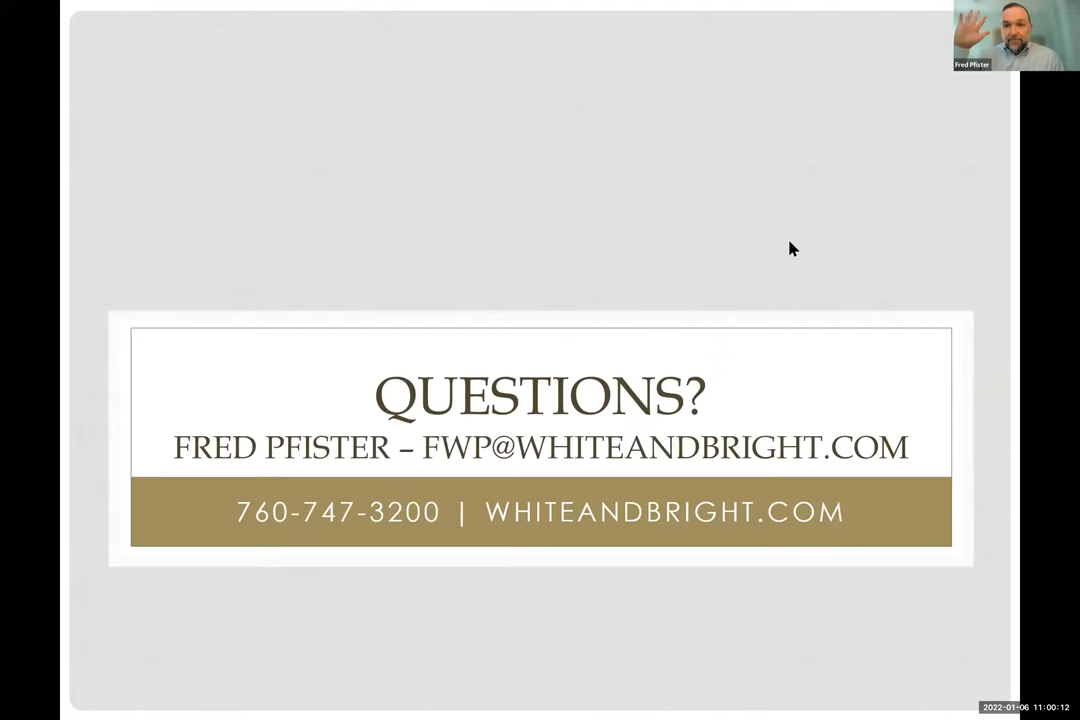 Fred Pfister
QUESTIONS?
FRED PFISTER – FWP@WHITEANDBRIGHT.COM
760-747-3200 | WHITEANDBRIGHT.COM
2022-01-06 11:00:12